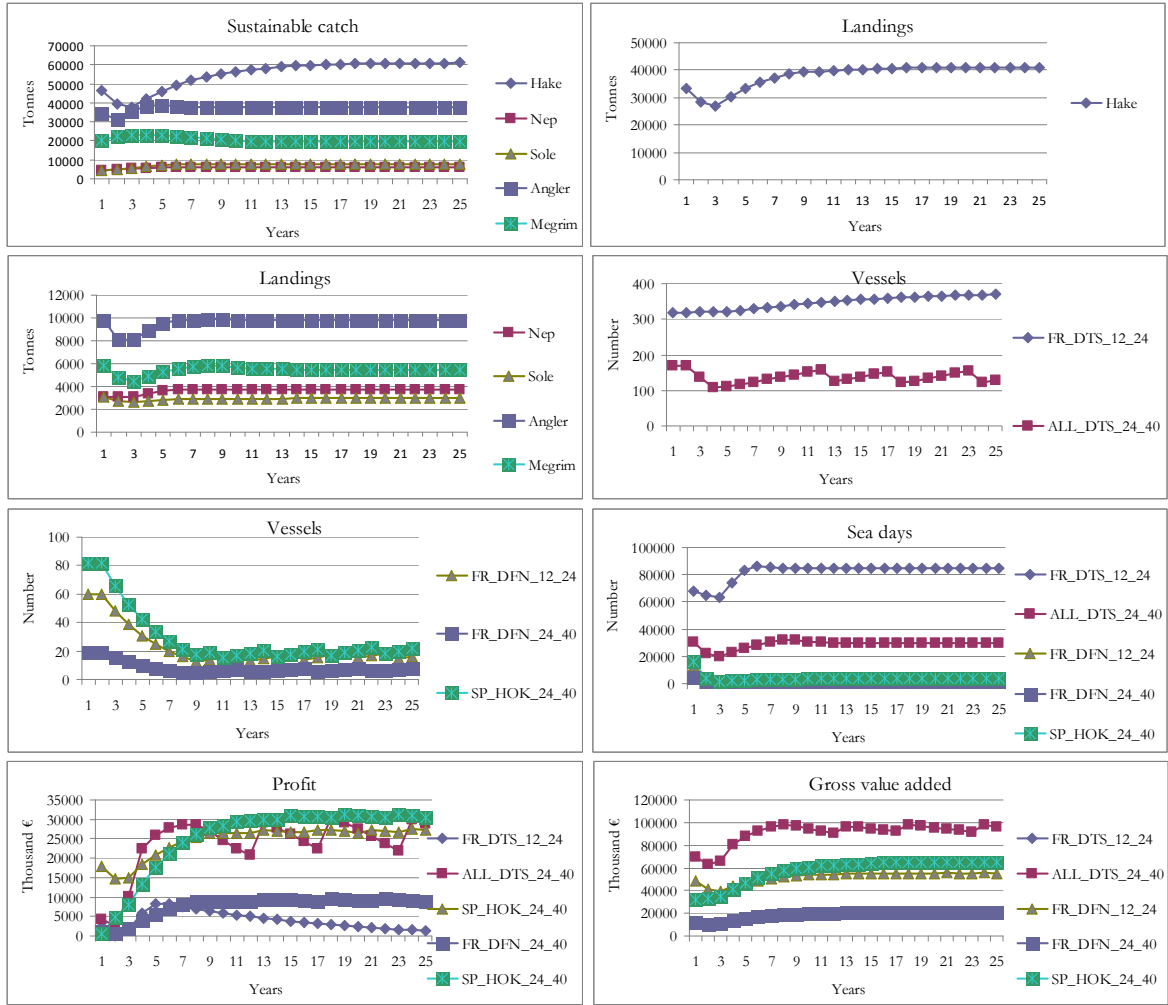 Sustainable catch
Tonnes
70000
60000
50000
40000
30000
20000
10000
0
1 3 5 7 9 11 13 15 17 19 21 23 25
Years
Hake
Nep
Sole
Angler
Megrim
Landings
Tonnes
50000
40000
30000
20000
10000
0
1 3 5 7 9 11 13 15 17 19 21 23 25
Years
Hake
Landings
Tonnes
12000
10000
8000
6000
4000
2000
0
1 3 5 7 9 11 13 15 17 19 21 23 25
Years
Nep
Sole
Angler
Megrim
Vessels
Number
400
300
200
100
0
1 3 5 7 9 11 13 15 17 19 21 23 25
Years
FR_DTS_12_24
ALL_DTS_24_40
Vessels
Number
100
80
60
40
20
0
1 3 5 7 9 11 13 15 17 19 21 23 25
Years
FR_DFN_12_24
FR_DFN_24_40
SP_HOK_24_40
Sea days
Number
100000
80000
60000
40000
20000
0
1 3 5 7 9 11 13 15 17 19 21 23 25
Years
FR_DTS_12_24
ALL_DTS_24_40
FR_DFN_12_24
FR_DFN_24_40
SP_HOK_24_40
Profit
Thousand €
35000
30000
25000
20000
15000
10000
5000
0
1 3 5 7 9 11 13 15 17 19 21 23 25
Years
FR_DTS_12_24
ALL_DTS_24_40
SP_HOK_24_40
FR_DFN_24_40
SP_HOK_24_40
Gross value added
Thousand €
120000
100000
80000
60000
40000
20000
0
1 3 5 7 9 11 13 15 17 19 21 23 25
Years
FR_DTS_12_24
ALL_DTS_24_40
FR_DFN_12_24
FR_DFN_24_40
SP_HOK_24_40